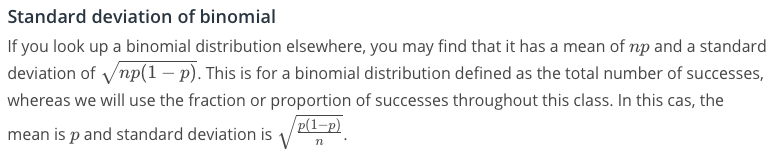 Standard deviation of binomial
If you look up a binomial distribution elsewhere, you may find that it has a mean of np and a standard
deviation of √np(1 − p). This is for a binomial distribution defined as the total number of successes,
whereas we will use the fraction or proportion of successes throughout this class. In this cas, the
mean is p and standard deviation is √p(1−p)/n.